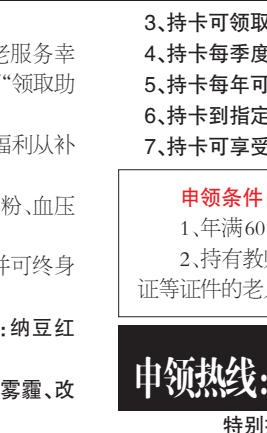 老服务幸
“领取助
福利从补
粉、血压
并可终身
:纳豆红
雾霾、改
3、持卡可领取
4、持卡每季度
5、持卡每年可
6、持卡到指定
7、持卡可享受
申领条件
1、年满60
2、持有教
证等证件的老
申领热线:
特别